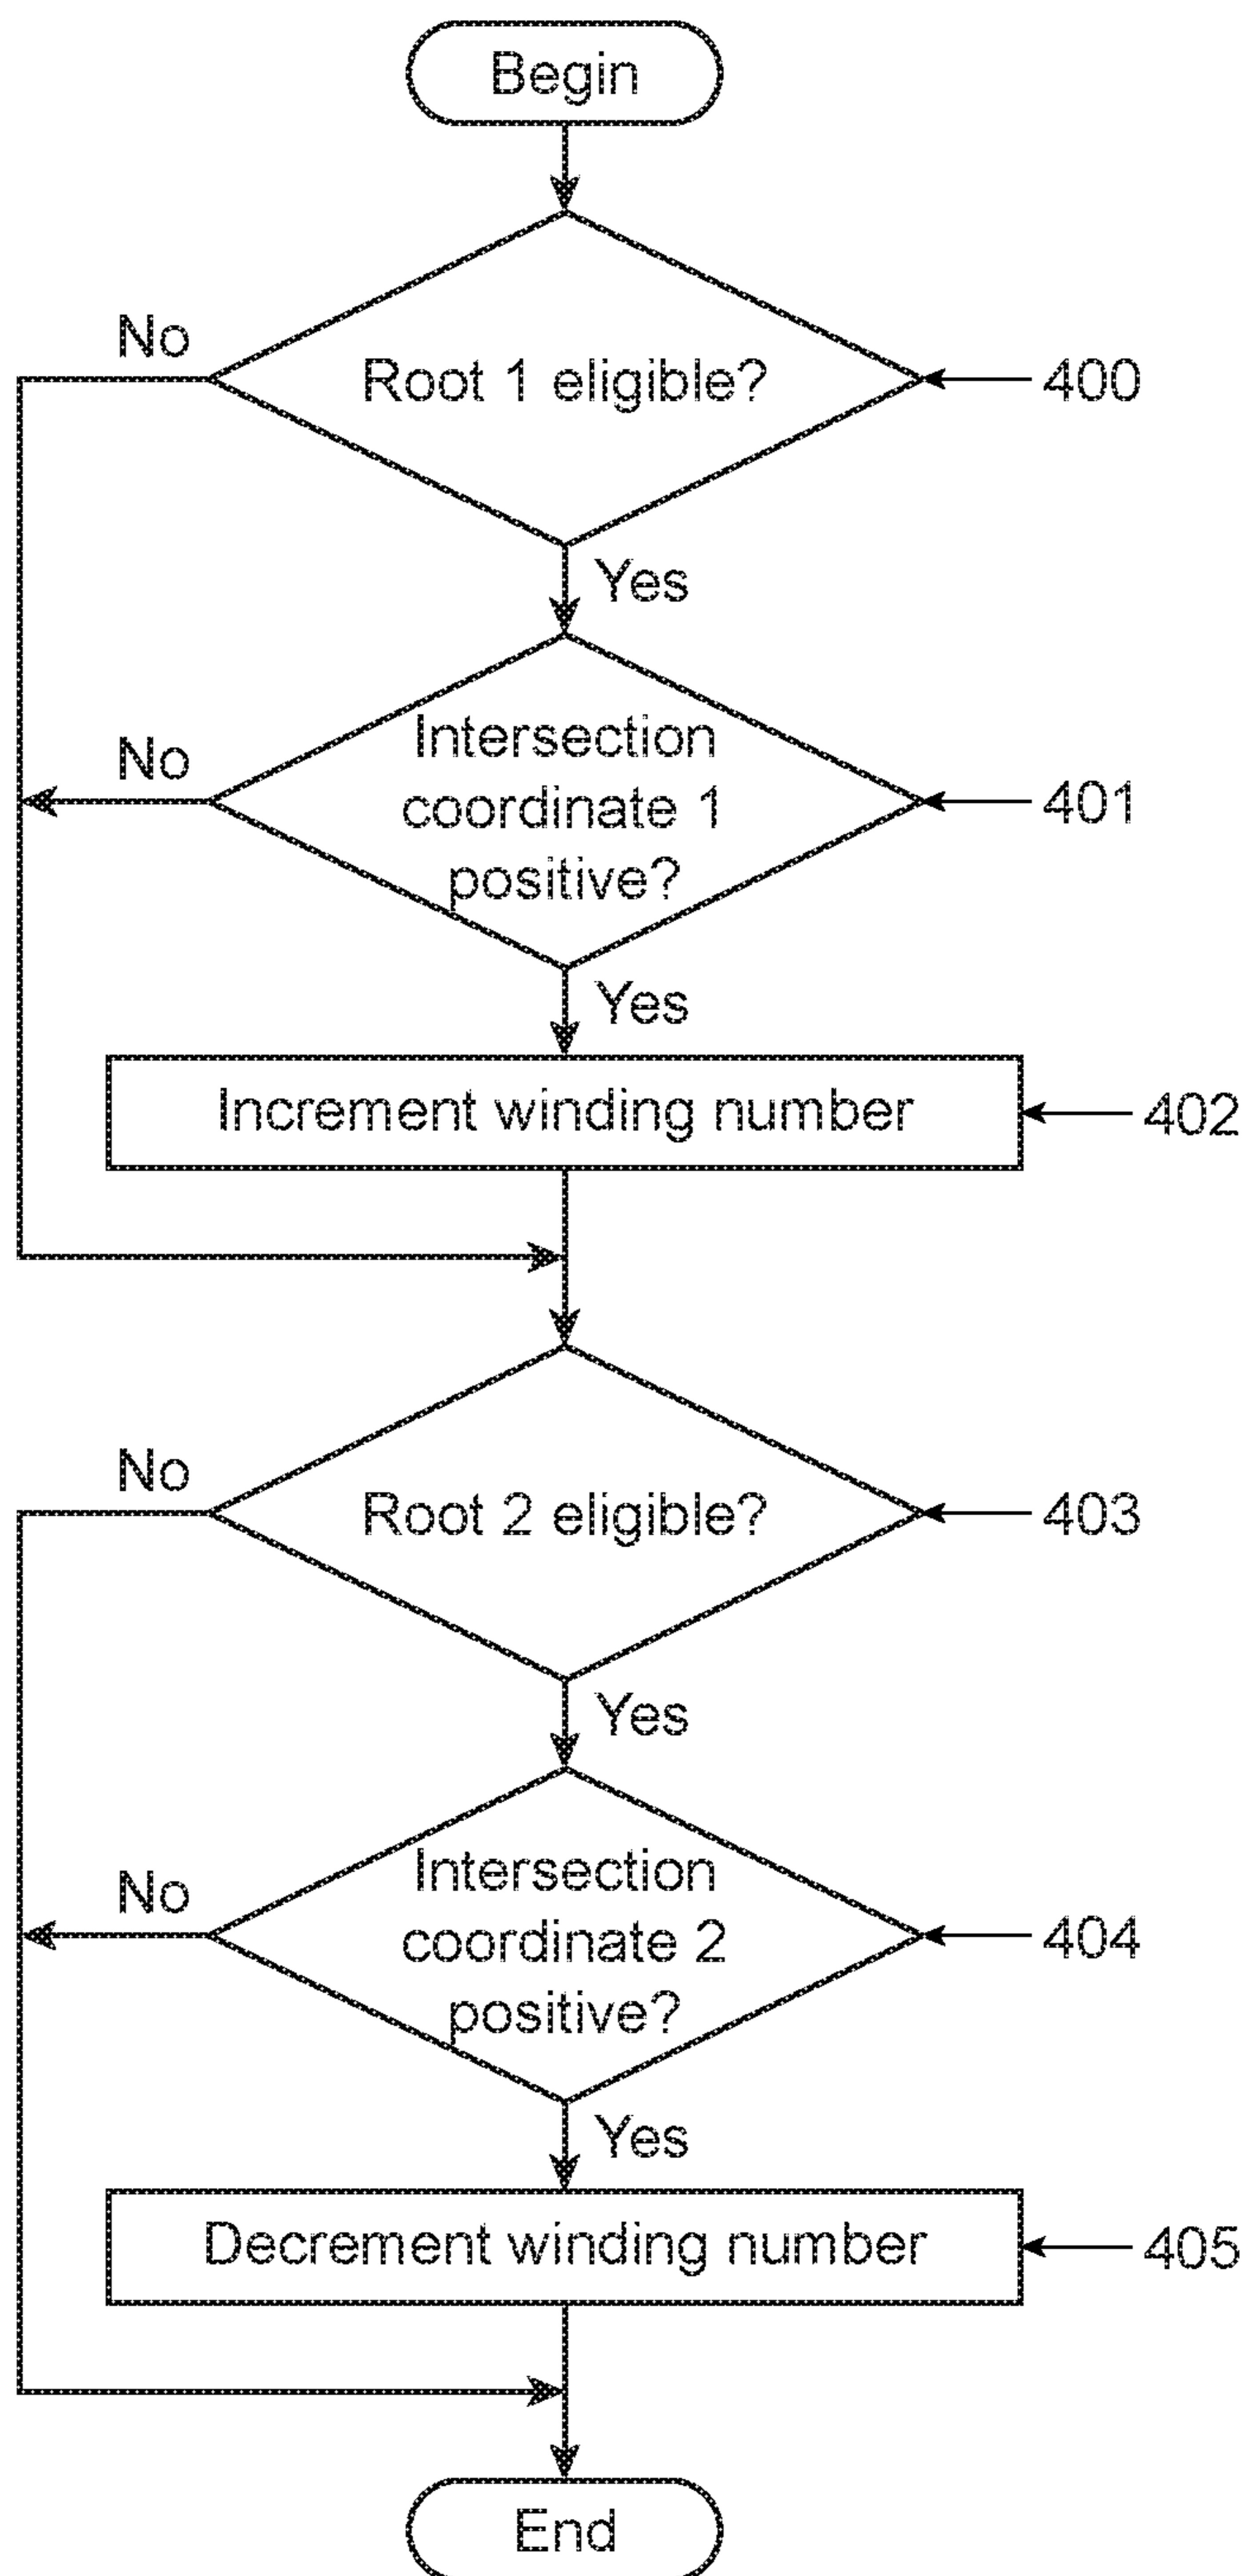 Begin
No
Root 1 eligible?
400
Yes
No
Intersection
coordinate 1
positive?
401
Yes
Increment winding number
402
No
Root 2 eligible?
403
Yes
No
Intersection
coordinate 2
positive?
404
Yes
Decrement winding number
405
End